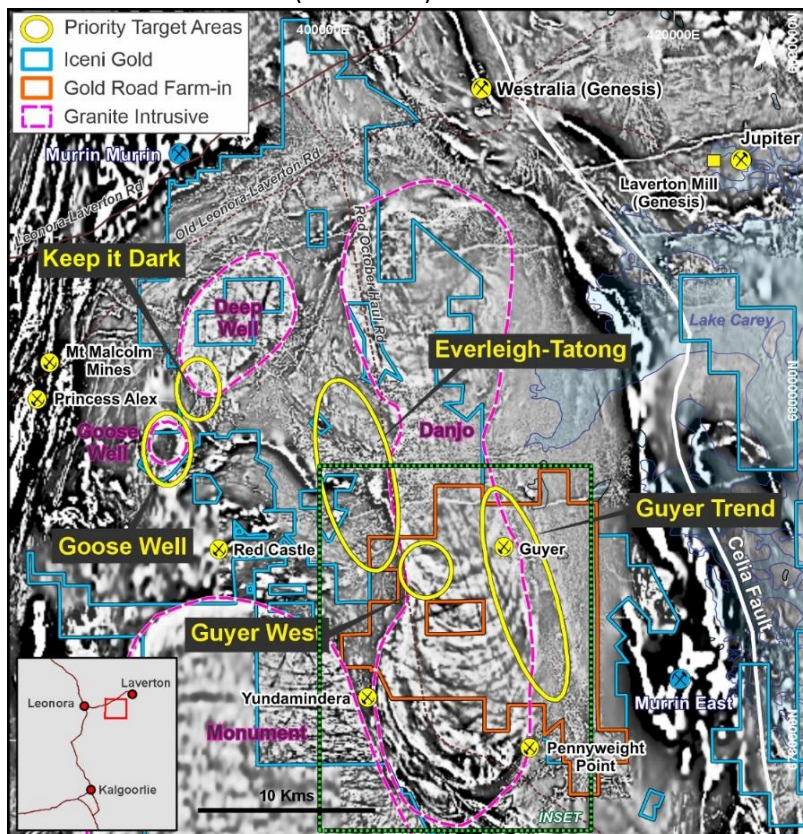 Priority Target Areas
Iceni Gold
Gold Road Farm-in
Granite Intrusive
400000E
420000E
Westralia (Genesis)
Jupiter
Laverton Mill
(Genesis)
Murrin Murrin
Leonora-Laverton Rd
Old Leonora-Laverton Rd
Red October Haul Rd
Keep it Dark
Deep
Well
Lake Carey
Everleigh-Tatong
Mt Malcolm
Mines
Princess Alex
6800000N
Goose
Well
Danjo
Guyer Trend
Goose Well
Red Castle
Guyer
Celia Fault
Guyer West
Yundamindera
Murrin East
Monument
Pennyweight
Point
Leonora
Laverton
Kalgoorlie
10 Kms
INSET